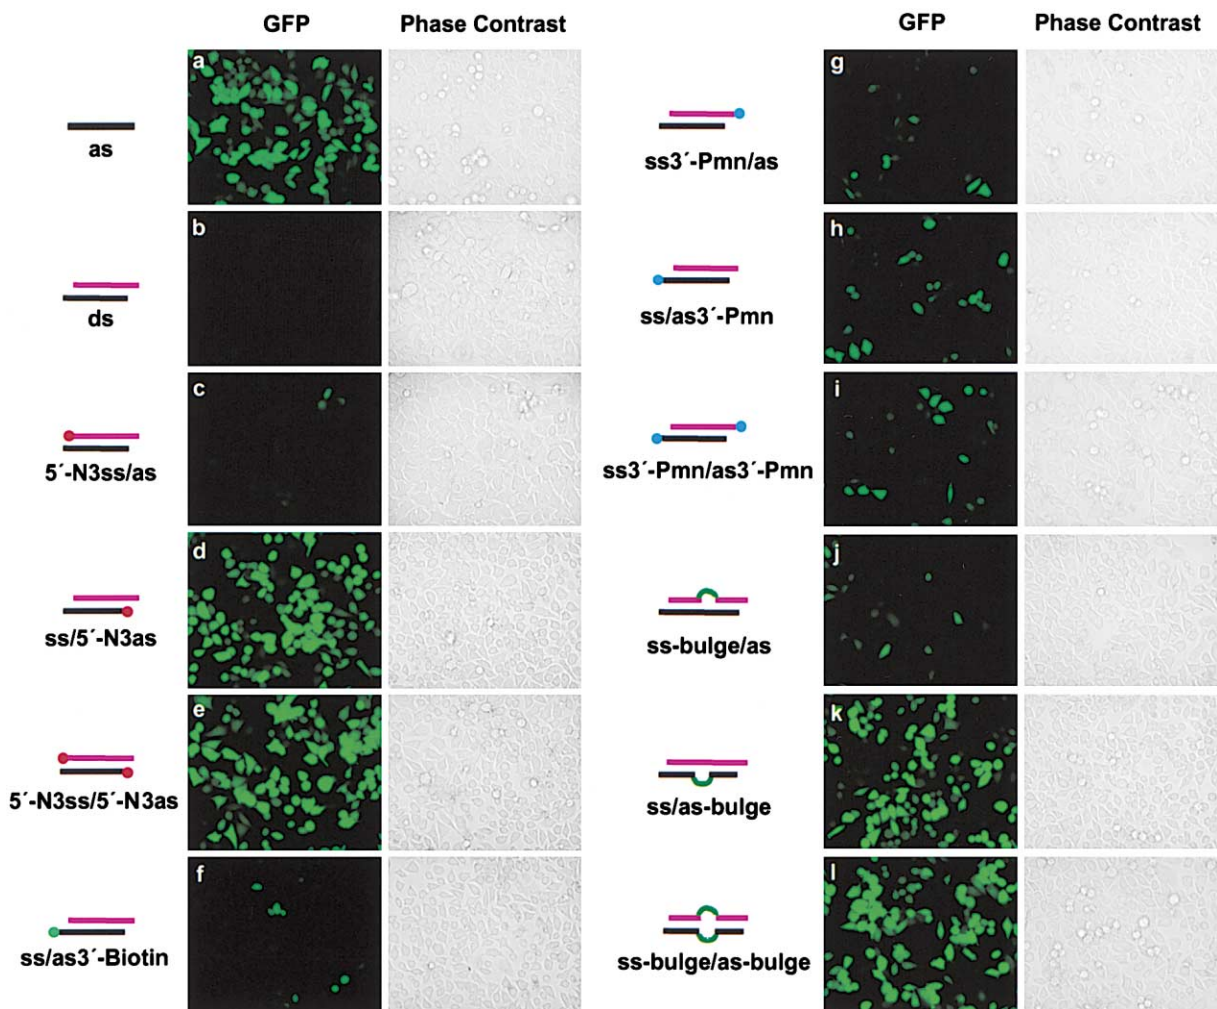 GFP Phase Contrast
a
as
b
ds
c
5´-N3ss/as
d
ss/5´-N3as
e
5´-N3ss/5´-N3as
f
ss/as3´-Biotin
GFP Phase Contrast
g
ss3´-Pmn/as
h
ss/as3´-Pmn
i
ss3´-Pmn/as3´-Pmn
j
ss-bulge/as
k
ss/as-bulge
l
ss-bulge/as-bulge